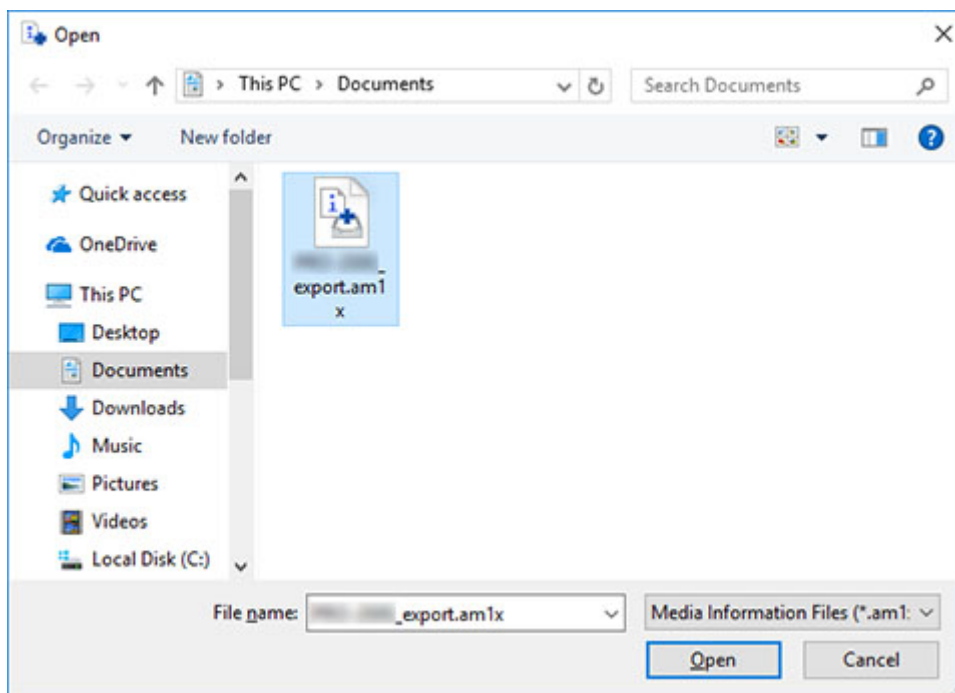 Open
This PC > Documents
Search Documents
Organize
New folder
Quick access
OneDrive
This PC
Desktop
Documents
Downloads
Music
Pictures
Videos
Local Disk (C:)
_
export.am1
x
File name:
_export.am1x
Media Information Files (*.am1:
Open
Cancel